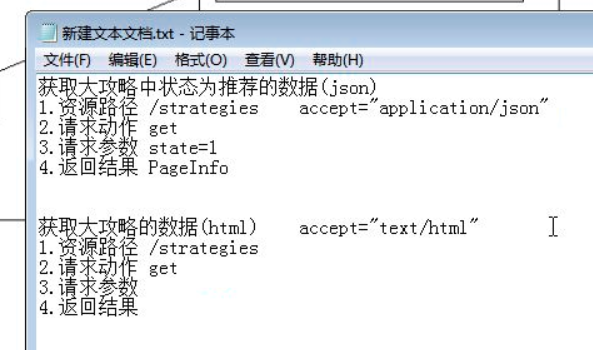 新建文本文档.txt - 记事本
文件(F) 编辑(E) 格式(O) 查看(V) 帮助(H)
获取大攻略中状态为推荐的数据(json)
1.资源路径 /strategies    accept="application/json"
2.请求动作 get
3.请求参数 state=1
4.返回结果 PageInfo
获取大攻略的数据(html)    accept="text/html"
1.资源路径 /strategies
2.请求动作 get
3.请求参数
4.返回结果